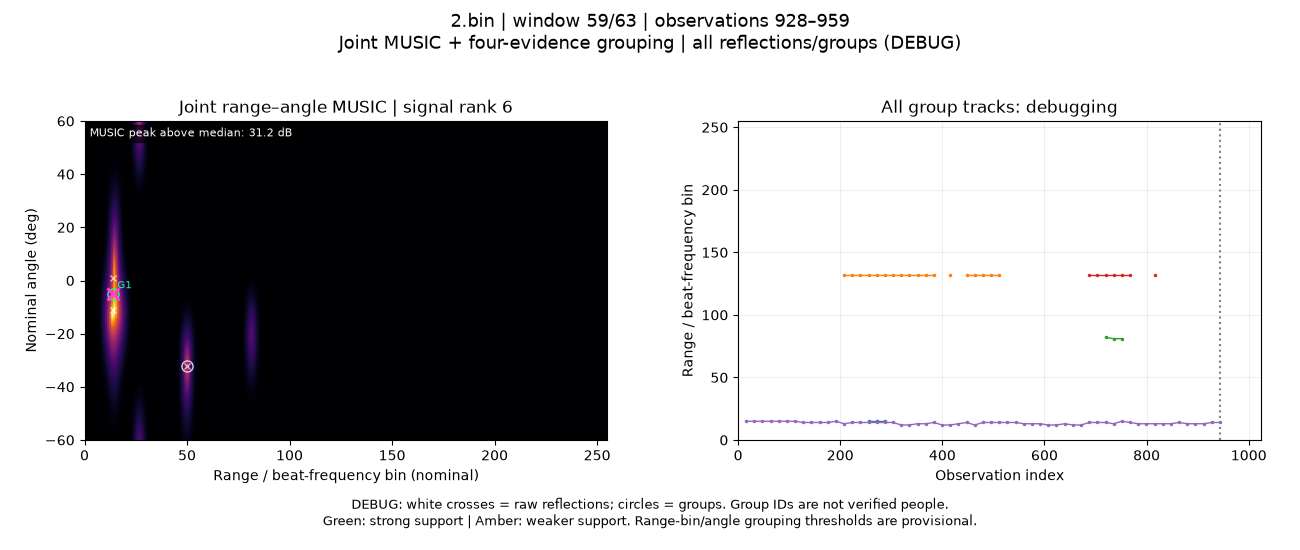 2.bin | window 59/63 | observations 928–959
Joint MUSIC + four-evidence grouping | all reflections/groups (DEBUG)
Joint range–angle MUSIC | signal rank 6
MUSIC peak above median: 31.2 dB
60
40
20
0
−20
−40
−60
Nominal angle (deg)
G1
0
50
100
150
200
250
Range / beat-frequency bin (nominal)
All group tracks: debugging
250
200
150
100
50
0
Range / beat-frequency bin
0
200
400
600
800
1000
Observation index
DEBUG: white crosses = raw reflections; circles = groups. Group IDs are not verified people.
Green: strong support | Amber: weaker support. Range-bin/angle grouping thresholds are provisional.